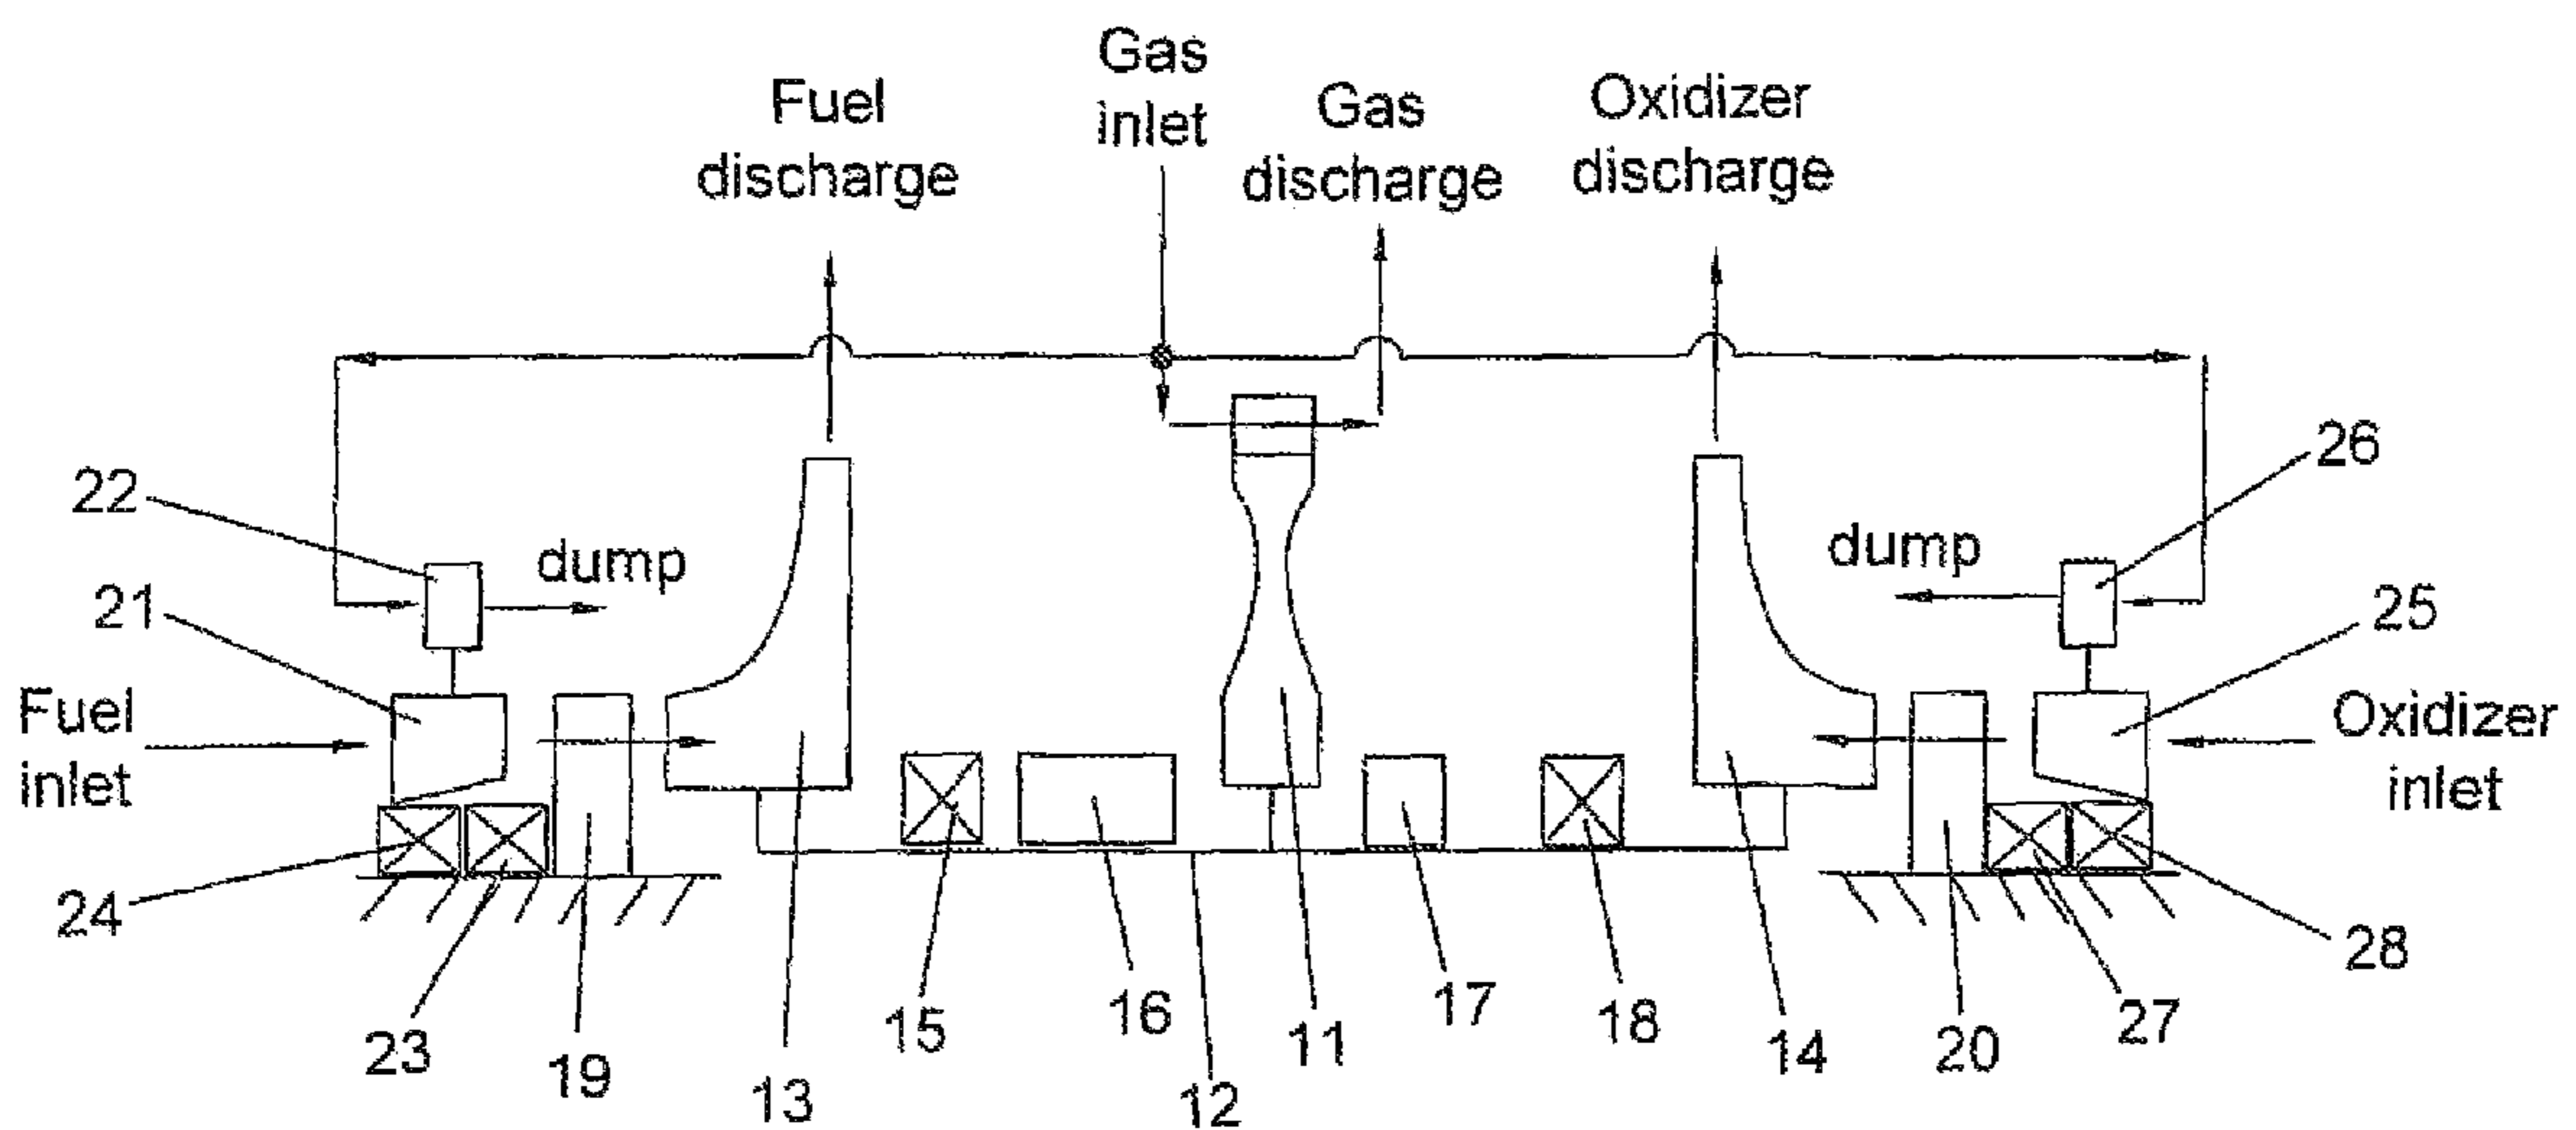 Gas
inlet
Fuel
discharge
Gas
discharge
Oxidizer
discharge
22
dump
dump
26
21
25
Fuel
inlet
Oxidizer
inlet
24
23
19
13
15
16
12
11
17
18
14
20
27
28